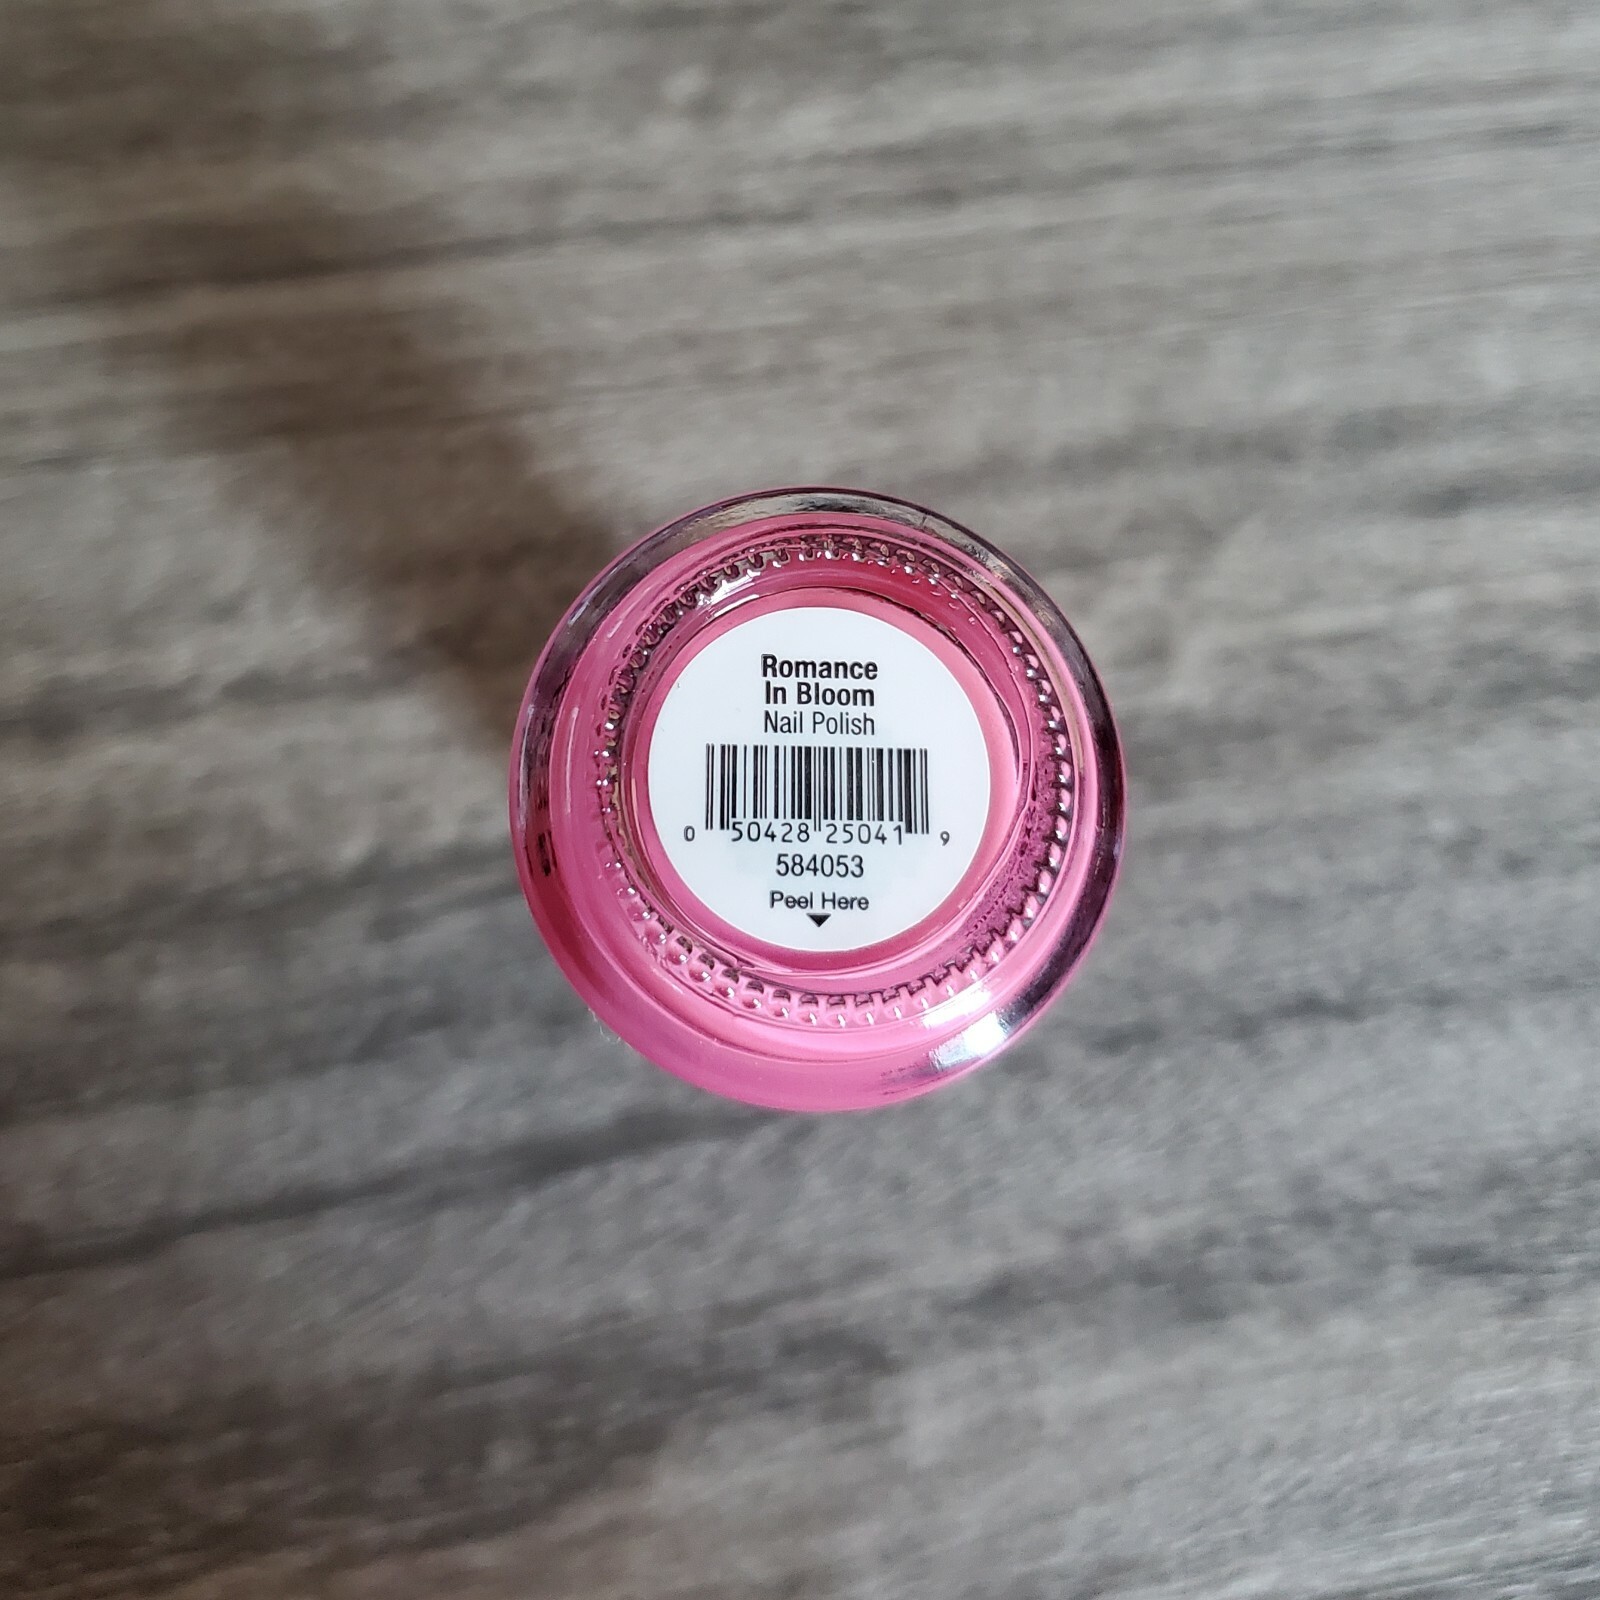 Romance
In Bloom
Nail Polish
0 50428 25041 9
584053
Peel Here